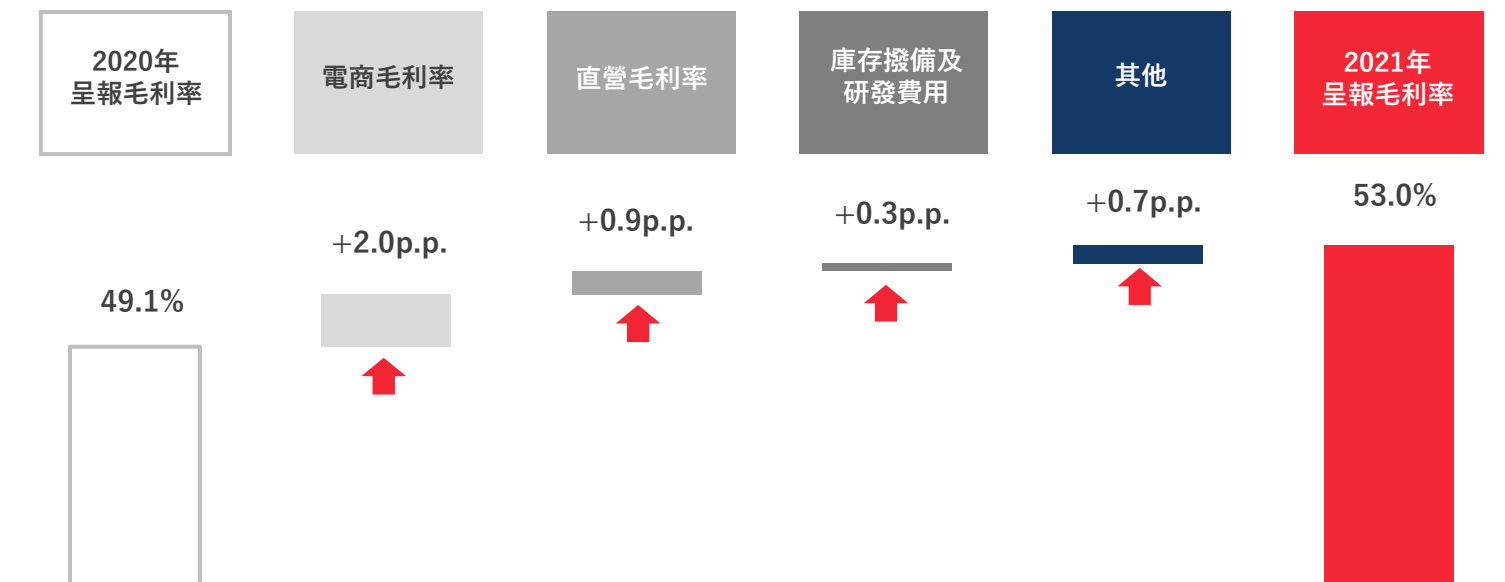 2020年
呈報毛利率
電商毛利率
直營毛利率
庫存撥備及
研發費用
其他
2021年
呈報毛利率
49.1%
+2.0p.p.
+0.9p.p.
+0.3p.p.
+0.7p.p.
53.0%